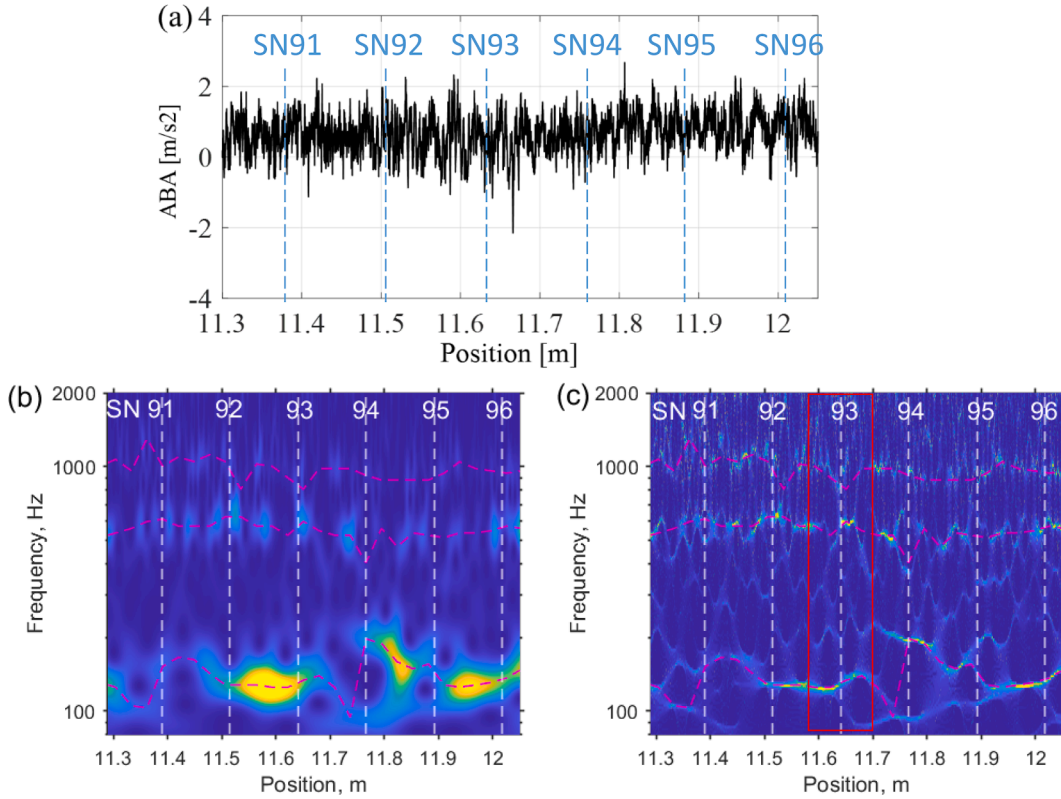 (a)
4
SN91 SN92 SN93 SN94 SN95 SN96
2
0
-2
-4
ABA [m/s2]
11.3 11.4 11.5 11.6 11.7 11.8 11.9 12
Position [m]
(b)
2000
SN 91 92 93 94 95 96
1000
100
Frequency, Hz
11.3 11.4 11.5 11.6 11.7 11.8 11.9 12
Position, m
(c)
2000
SN 91 92 93 94 95 96
1000
100
Frequency, Hz
11.3 11.4 11.5 11.6 11.7 11.8 11.9 12
Position, m